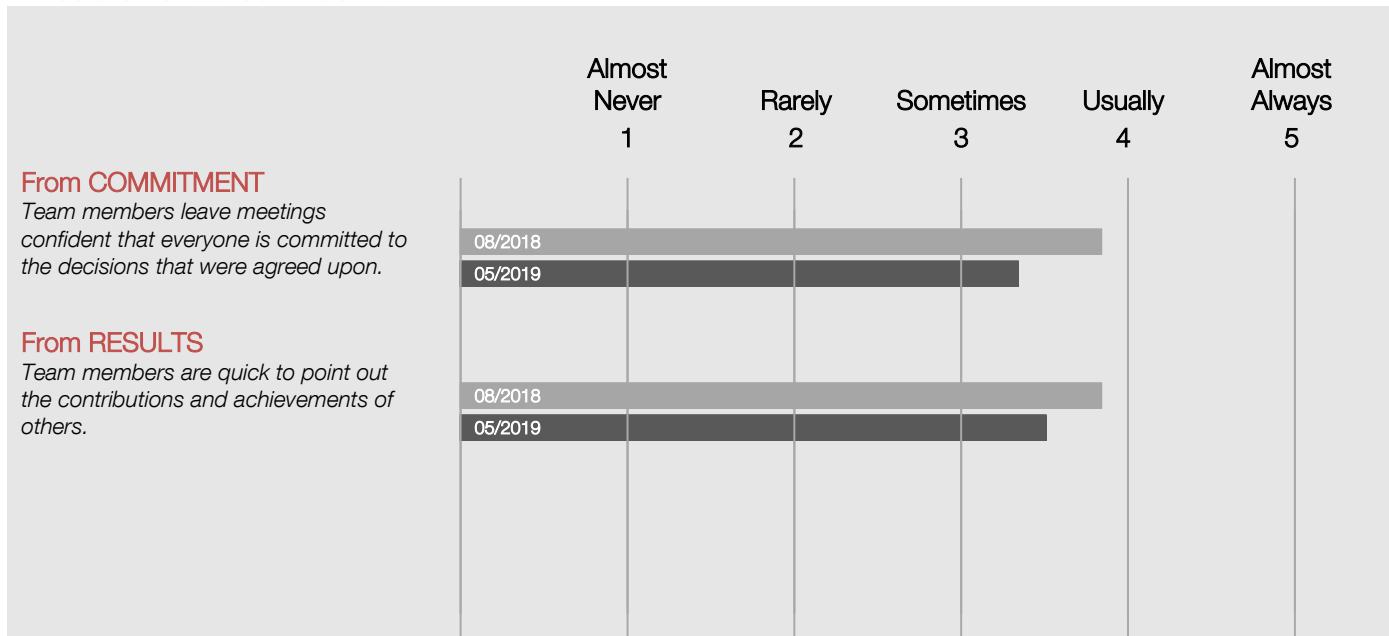 Almost
Never
Rarely
Sometimes
Usually
Almost
Always
1
2
3
4
5
From COMMITMENT
Team members leave meetings
confident that everyone is committed to
the decisions that were agreed upon.
08/2018
05/2019
From RESULTS
Team members are quick to point out
the contributions and achievements of
others.
08/2018
05/2019